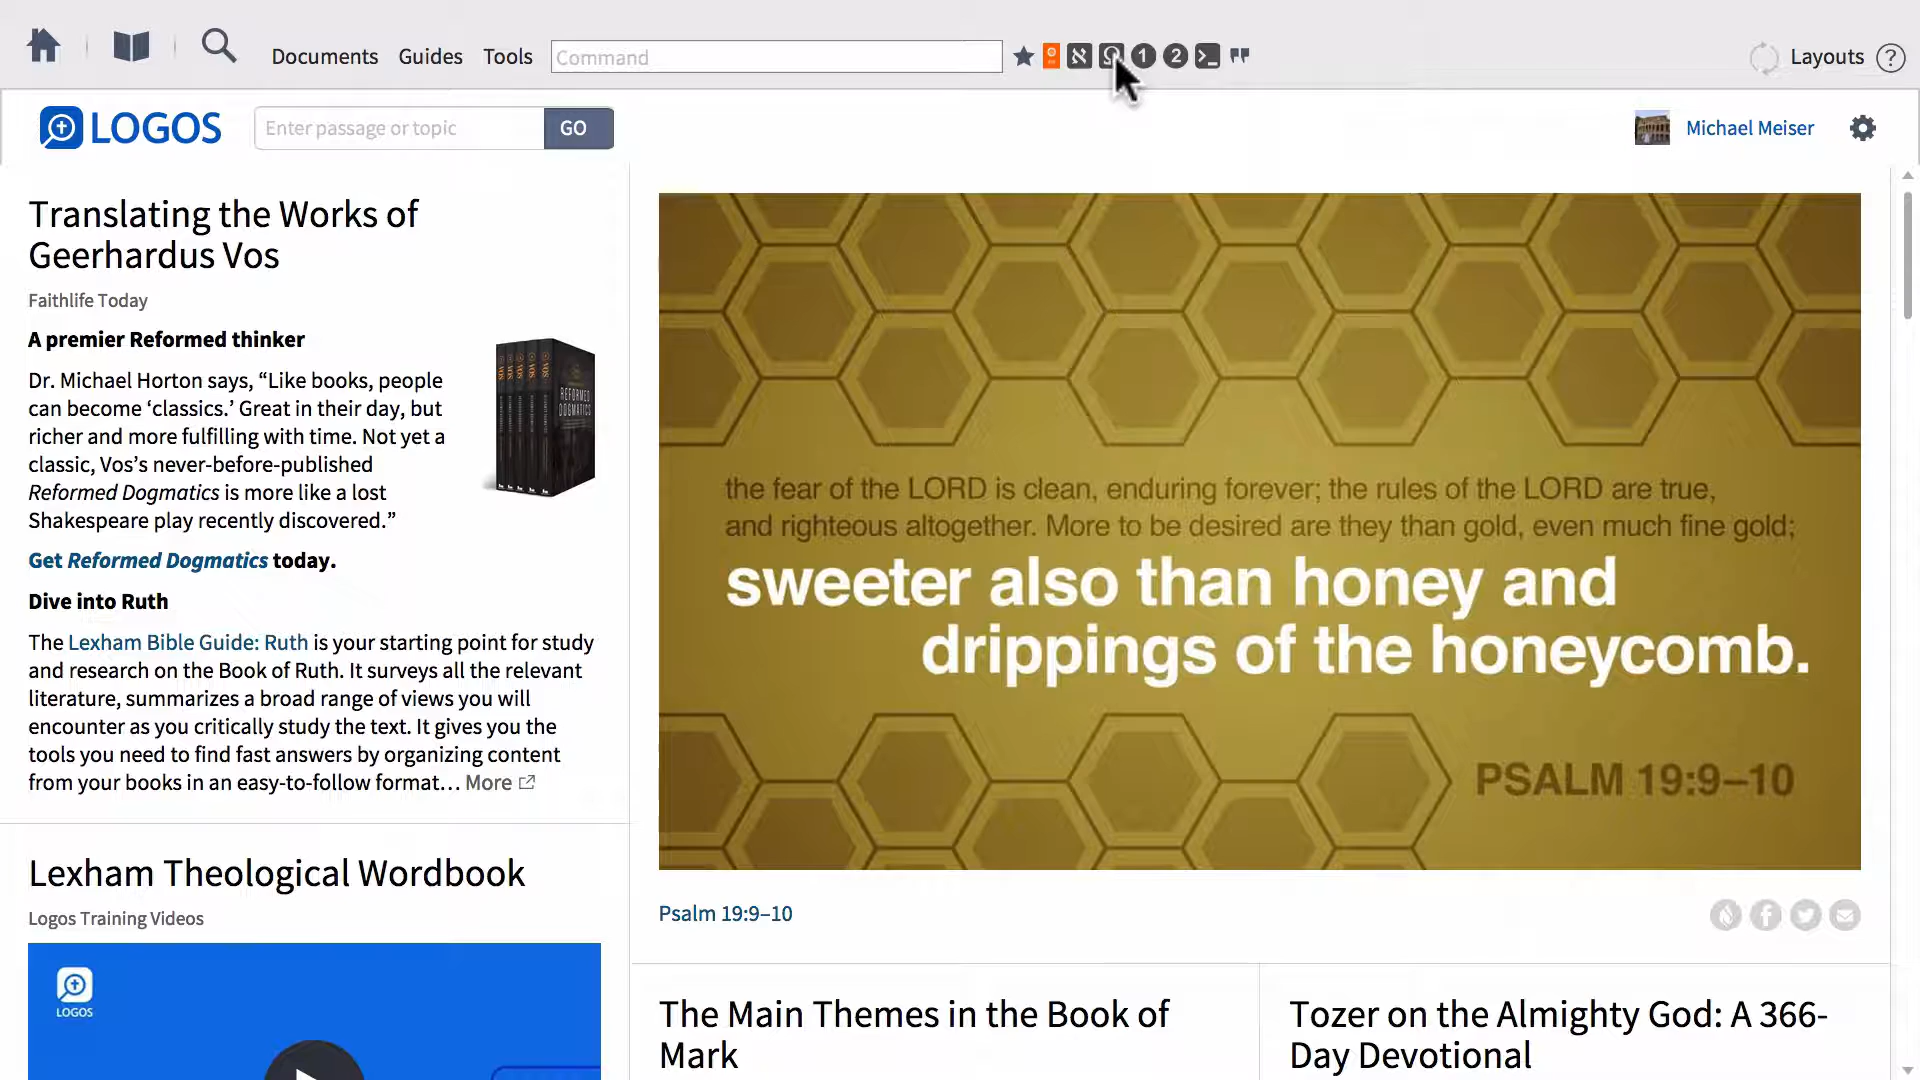 Documents Guides Tools Command 1 2 Layouts ?
LOGOS Enter passage or topic GO Michael Meiser
Translating the Works of
Geerhardus Vos
Faithlife Today
A premier Reformed thinker
Dr. Michael Horton says, “Like books, people
can become ‘classics.’ Great in their day, but
richer and more fulfilling with time. Not yet a
classic, Vos’s never-before-published
Reformed Dogmatics is more like a lost
Shakespeare play recently discovered.”
VOS VOS VOS VOS VOS
REFORMED
DOGMATICS
Get Reformed Dogmatics today.
Dive into Ruth
The Lexham Bible Guide: Ruth is your starting point for study
and research on the Book of Ruth. It surveys all the relevant
literature, summarizes a broad range of views you will
encounter as you critically study the text. It gives you the
tools you need to find fast answers by organizing content
from your books in an easy-to-follow format… More
Lexham Theological Wordbook
Logos Training Videos
LOGOS
the fear of the LORD is clean, enduring forever; the rules of the LORD are true,
and righteous altogether. More to be desired are they than gold, even much fine gold;
sweeter also than honey and
drippings of the honeycomb.
PSALM 19:9–10
Psalm 19:9–10
The Main Themes in the Book of
Mark
Tozer on the Almighty God: A 366-
Day Devotional